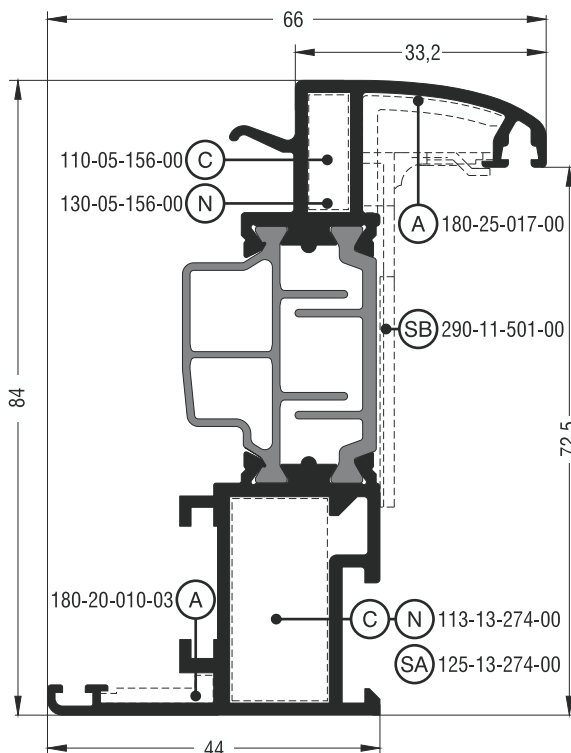 66
33,2
110-05-156-00 C
130-05-156-00 N
A 180-25-017-00
SB 290-11-501-00
84
72,5
180-20-010-03 A
C N 113-13-274-00
SA 125-13-274-00
44